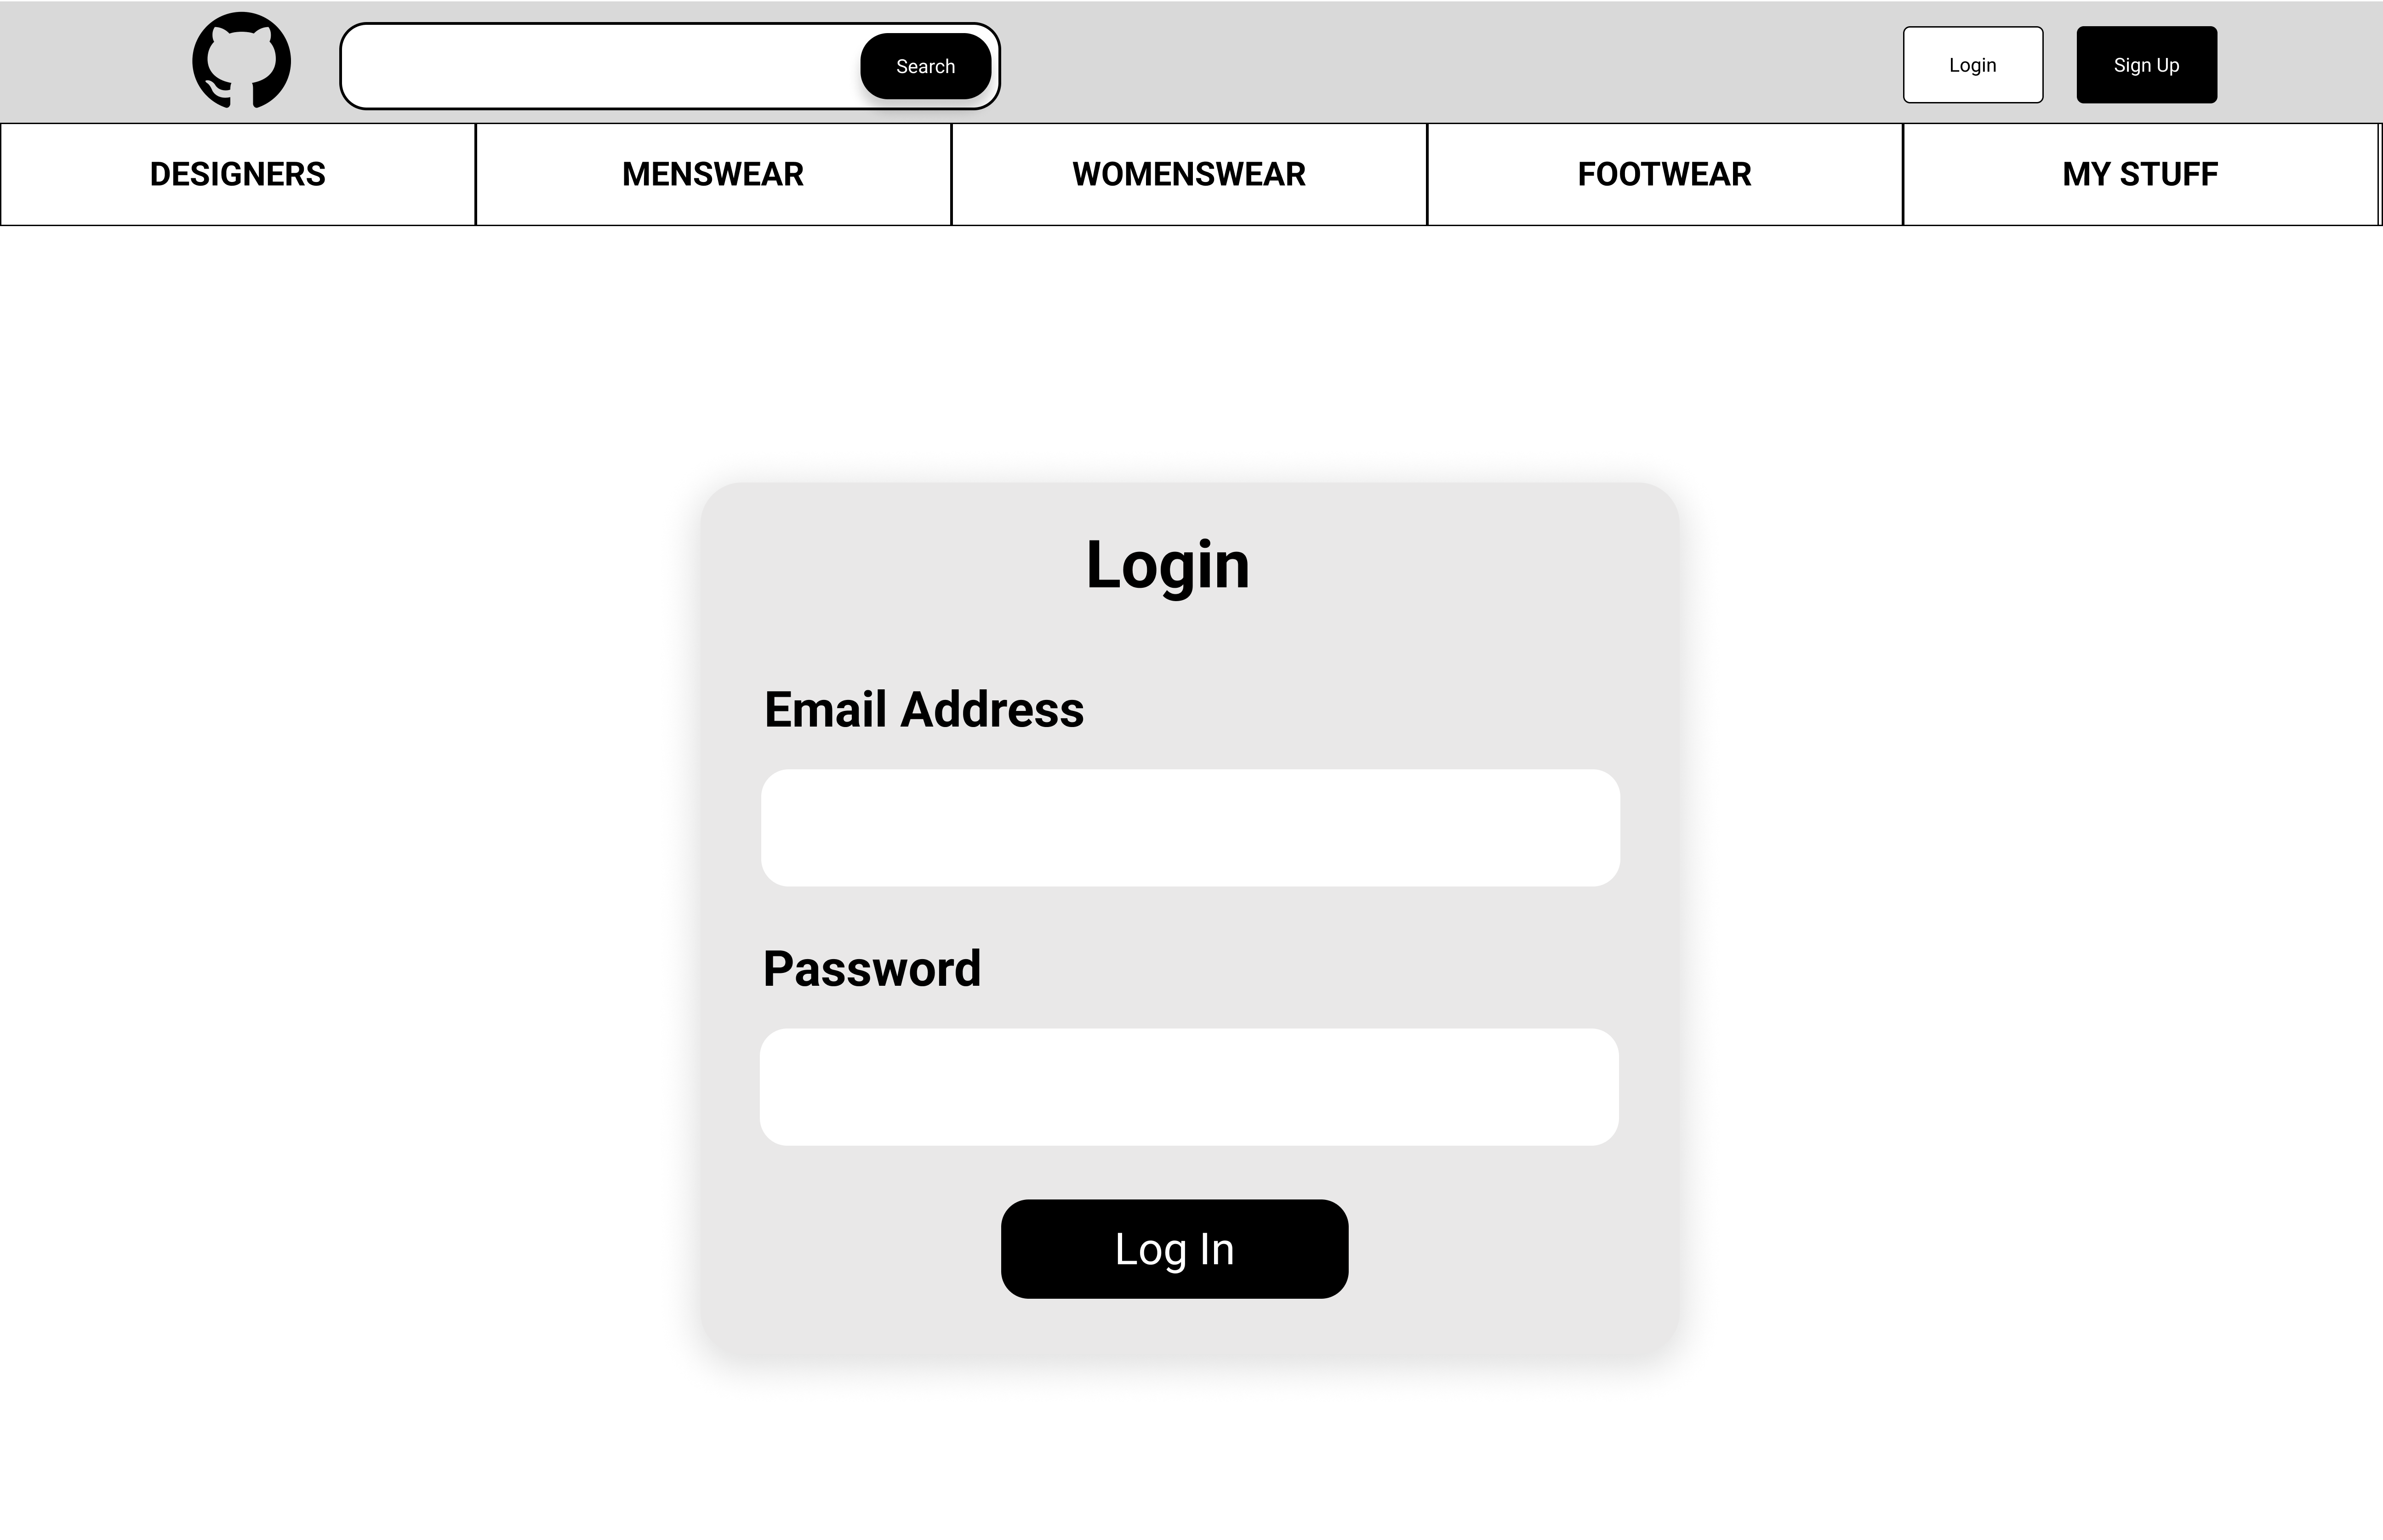 Search
Login
Sign Up
DESIGNERS
MENSWEAR
WOMENSWEAR
FOOTWEAR
MY STUFF
Login
Email Address
Password
Log In